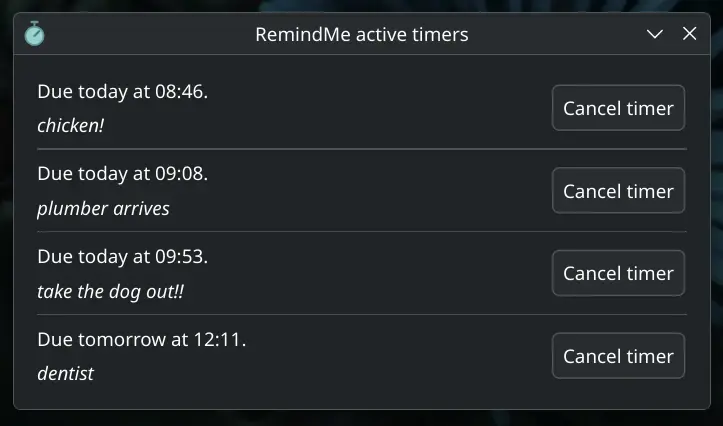 RemindMe active timers
Due today at 08:46.
chicken!
Cancel timer
Due today at 09:08.
plumber arrives
Cancel timer
Due today at 09:53.
take the dog out!!
Cancel timer
Due tomorrow at 12:11.
dentist
Cancel timer